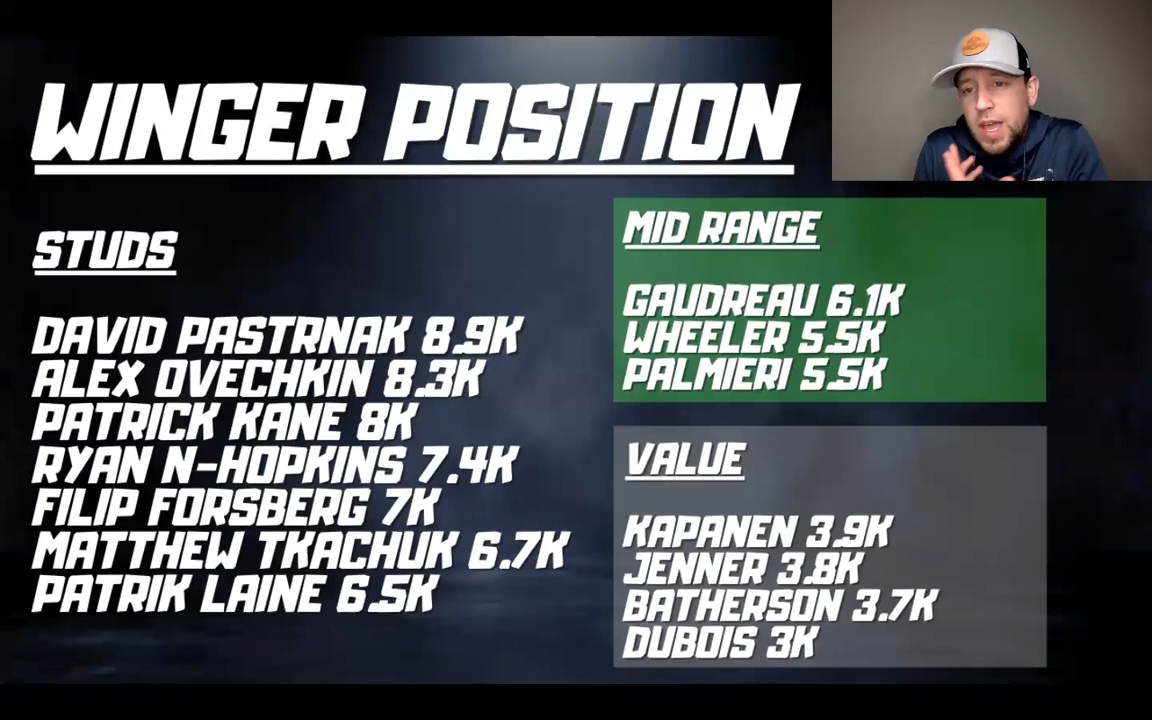 WINGER POSITION
STUDS
DAVID PASTRNAK 8.9K
ALEX OVECHKIN 8.3K
PATRICK KANE 8K
RYAN N-HOPKINS 7.4K
FILIP FORSBERG 7K
MATTHEW TKACHUK 6.7K
PATRIK LAINE 6.5K
MID RANGE
GAUDREAU 6.1K
WHEELER 5.5K
PALMIERI 5.5K
VALUE
KAPANEN 3.9K
JENNER 3.8K
BATHERSON 3.7K
DUBOIS 3K